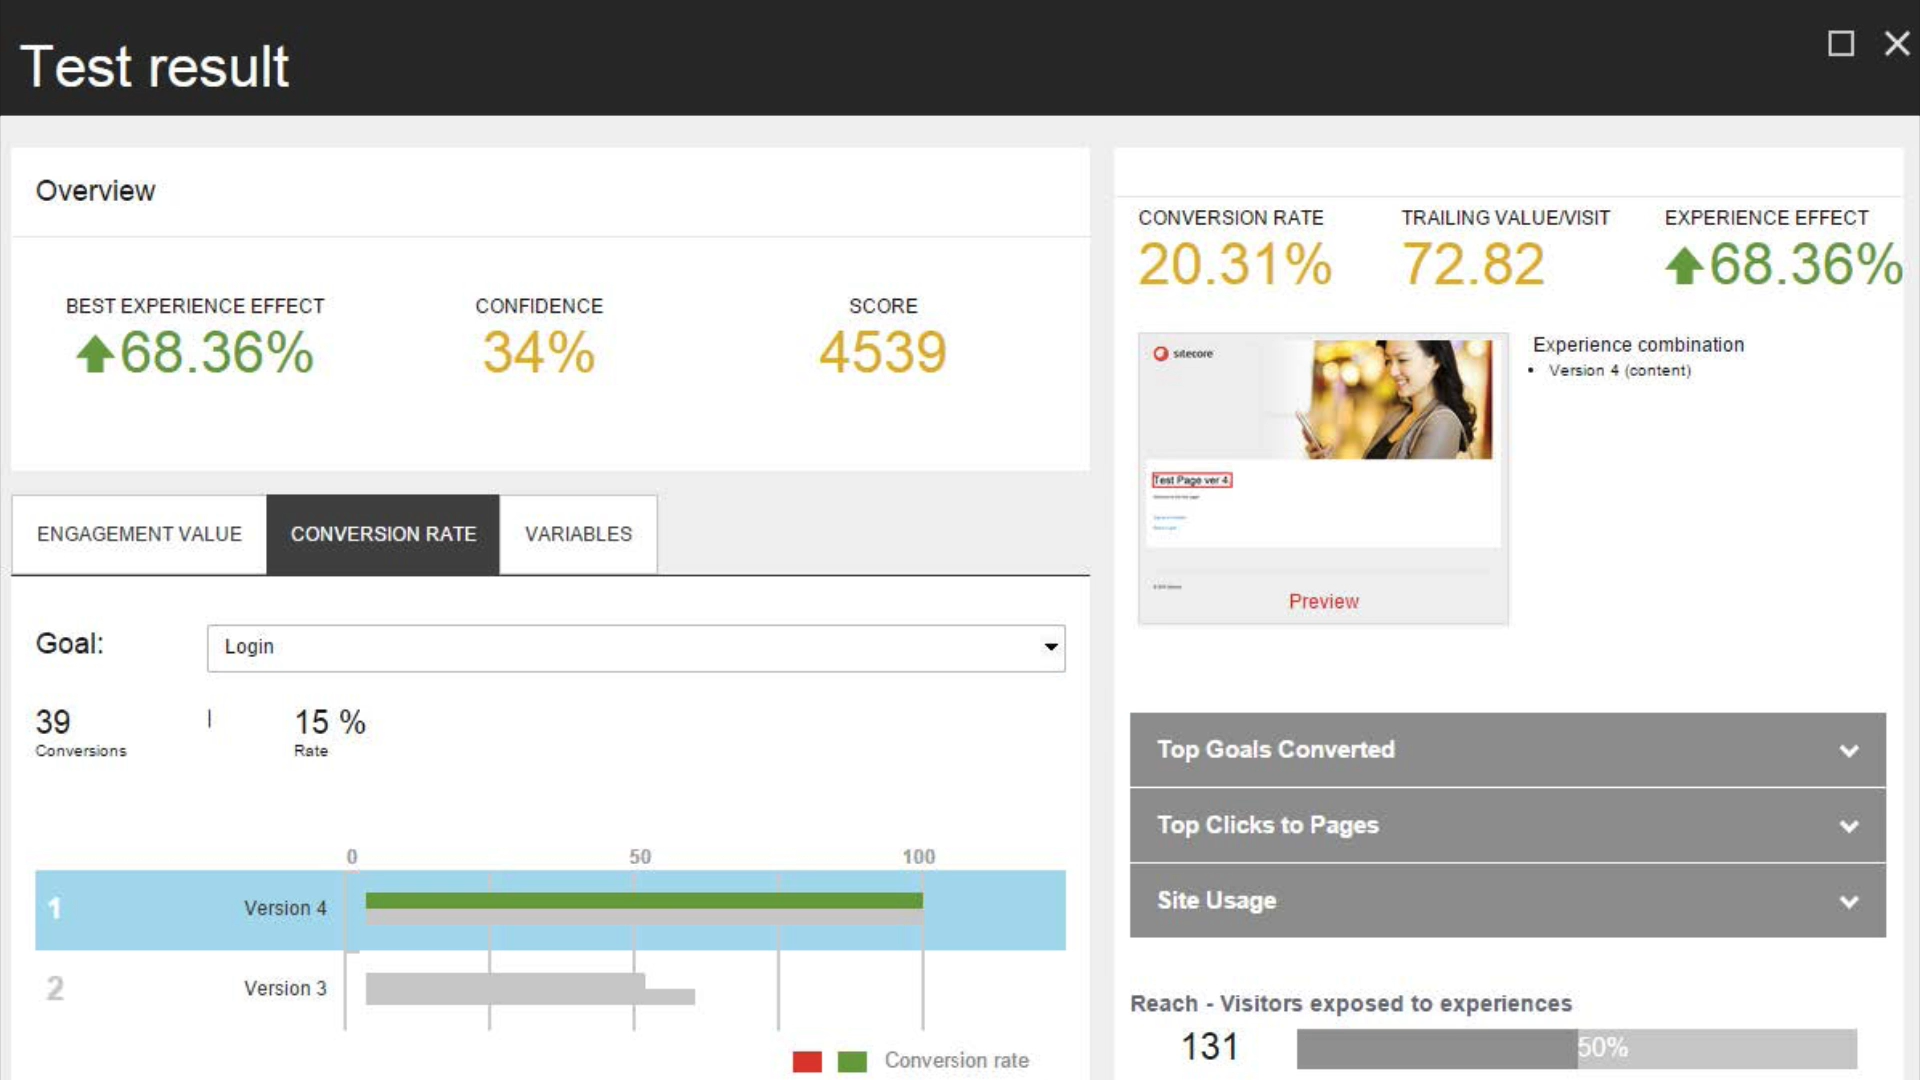 Test result
Overview
BEST EXPERIENCE EFFECT
68.36%
CONFIDENCE
34%
SCORE
4539
ENGAGEMENT VALUE
CONVERSION RATE
VARIABLES
Goal:
Login
39
Conversions
15 %
Rate
0 50 100
1 Version 4
2 Version 3
Conversion rate
CONVERSION RATE
20.31%
TRAILING VALUE/VISIT
72.82
EXPERIENCE EFFECT
68.36%
sitecore
Test Page ver 4.
Preview
Experience combination
• Version 4 (content)
Top Goals Converted
Top Clicks to Pages
Site Usage
Reach - Visitors exposed to experiences
131
50%